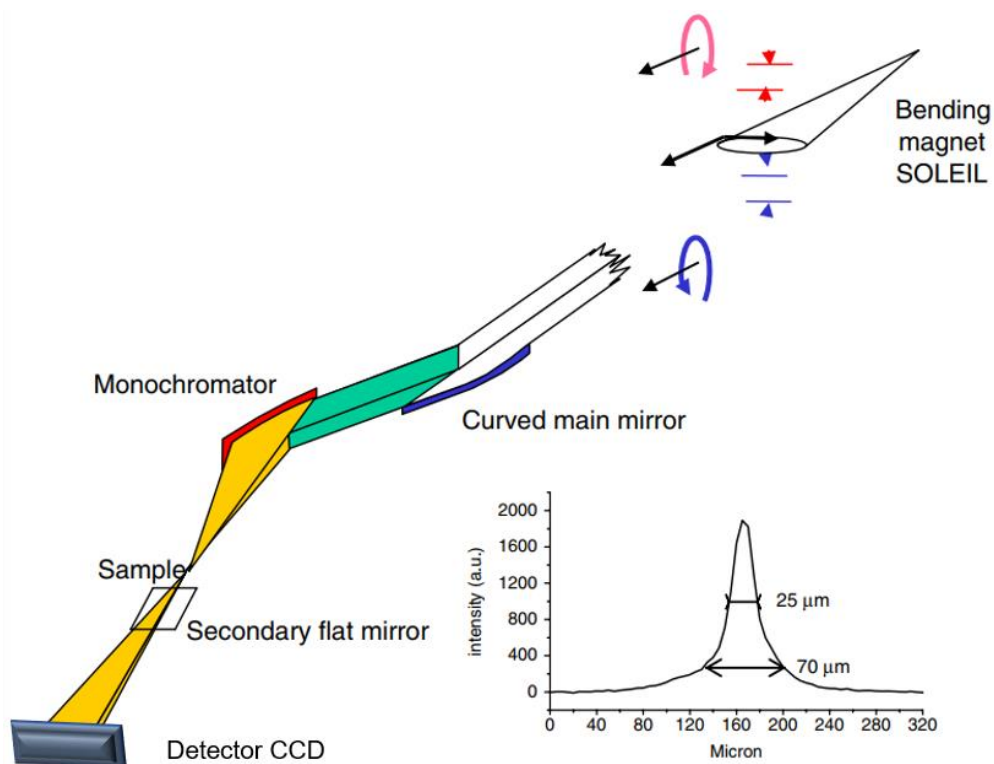 Bending
magnet
SOLEIL
Monochromator
Curved main mirror
Sample
Secondary flat mirror
Detector CCD
intensity (a.u.)
2000
1600
1200
800
400
0
25 µm
70 µm
0 40 80 120 160 200 240 280 320
Micron